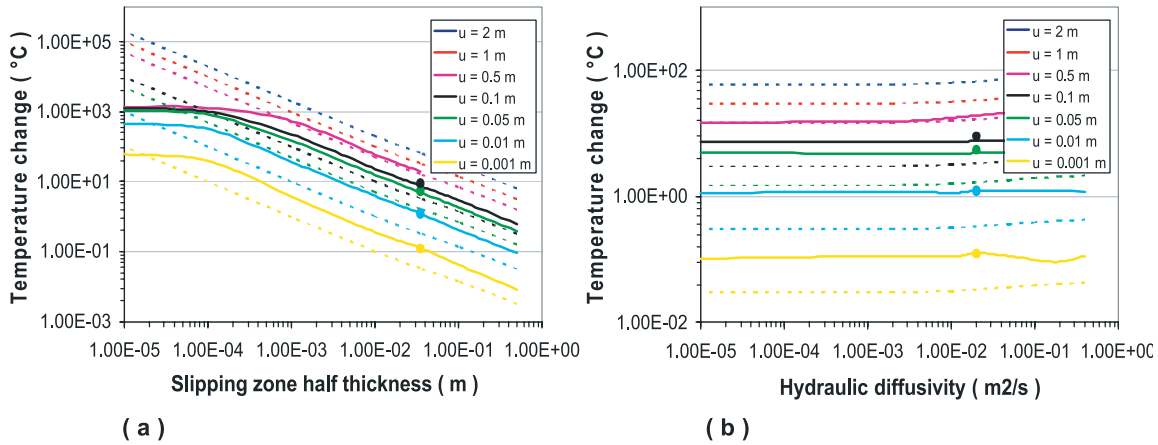 Temperature change ( °C )
1.00E+05
1.00E+03
1.00E+01
1.00E-01
1.00E-03
1.00E-05 1.00E-04 1.00E-03 1.00E-02 1.00E-01 1.00E+00
Slipping zone half thickness ( m )
u = 2 m
u = 1 m
u = 0.5 m
u = 0.1 m
u = 0.05 m
u = 0.01 m
u = 0.001 m
( a )
Temperature change ( °C )
1.00E+02
1.00E+00
1.00E-02
1.00E-05 1.00E-04 1.00E-03 1.00E-02 1.00E-01 1.00E+00
Hydraulic diffusivity ( m2/s )
u = 2 m
u = 1 m
u = 0.5 m
u = 0.1 m
u = 0.05 m
u = 0.01 m
u = 0.001 m
( b )